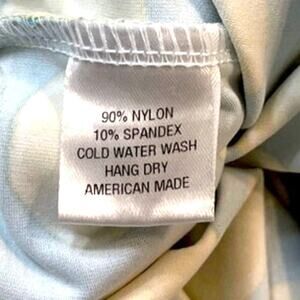 90% NYLON
10% SPANDEX
COLD WATER WASH
HANG DRY
AMERICAN MADE